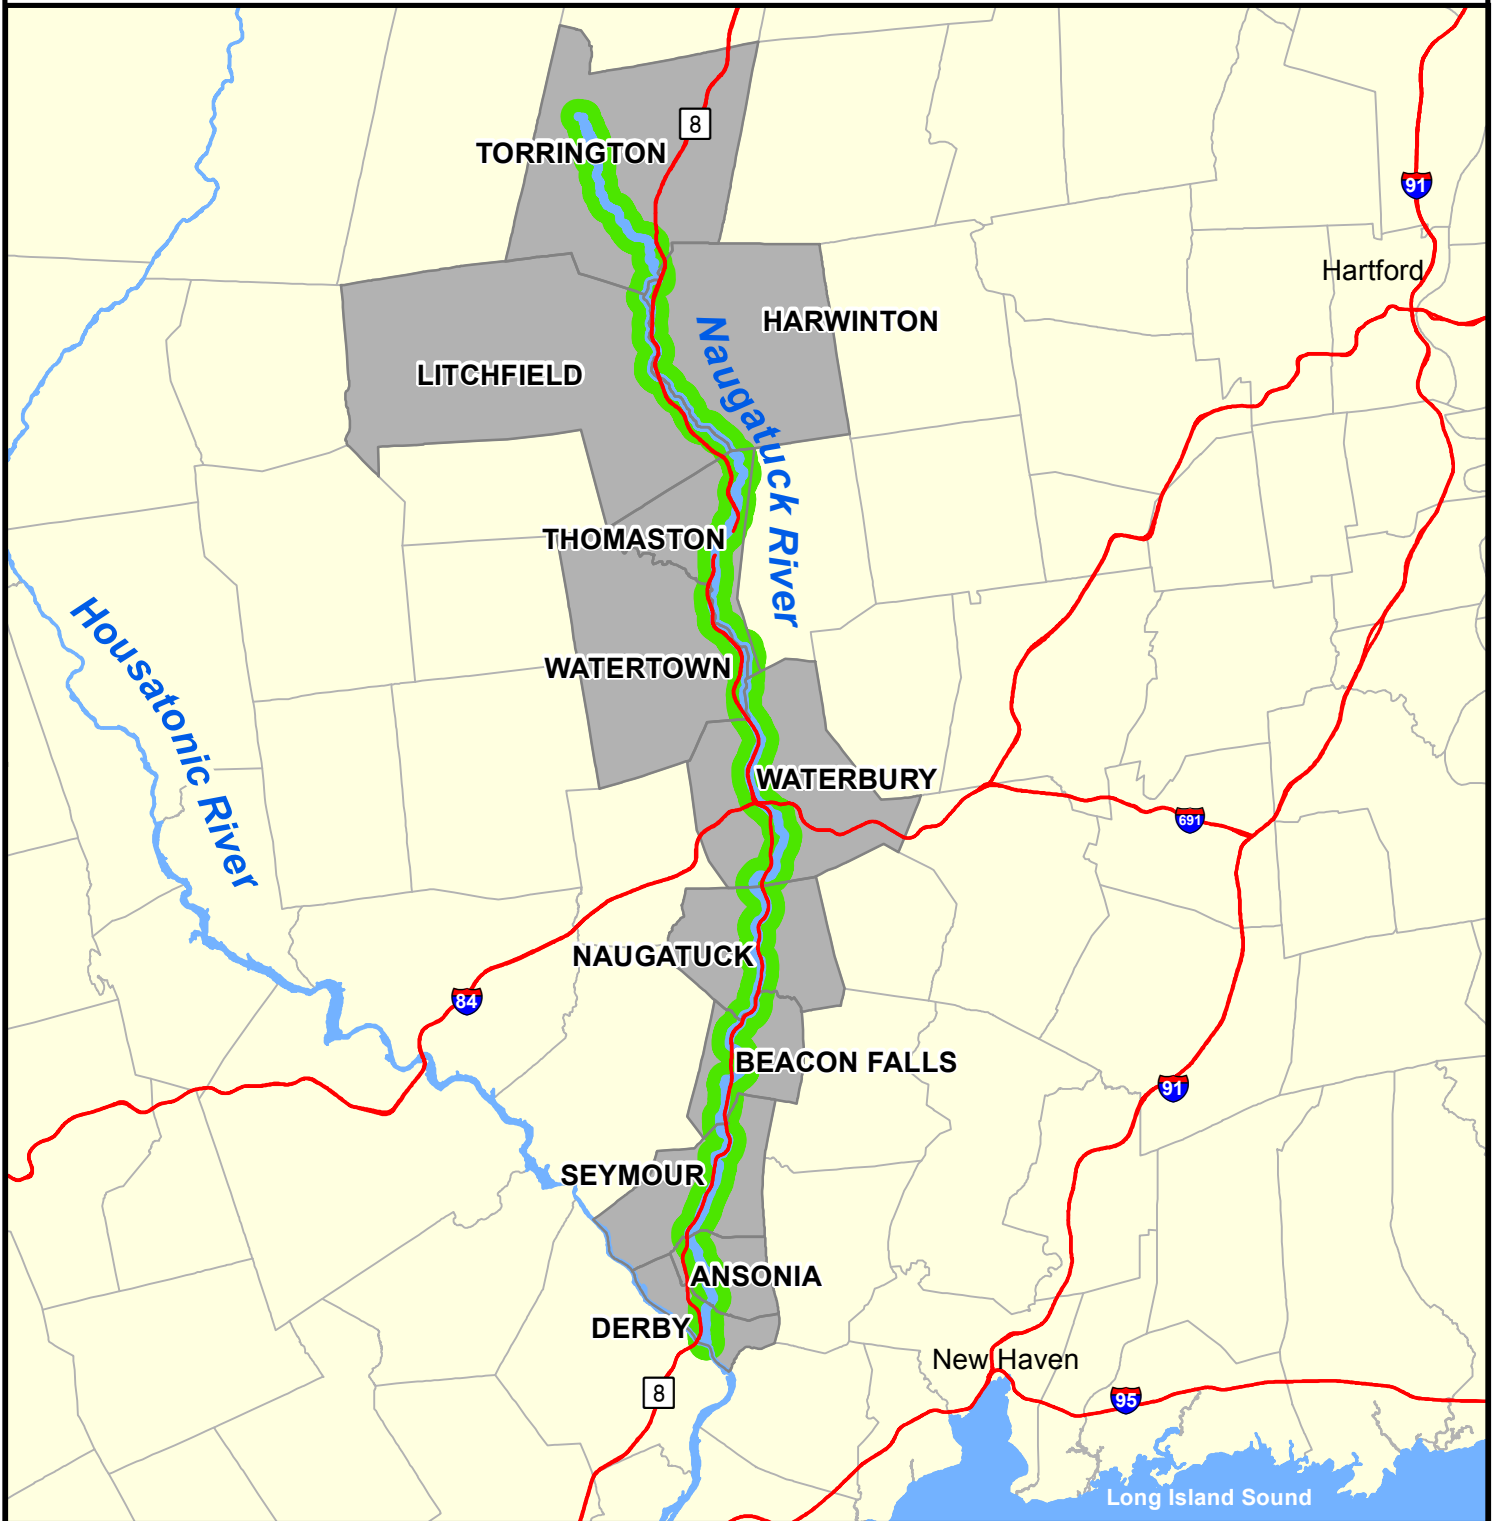 8
TORRINGTON
91
Hartford
HARWINTON
Naugatuck River
LITCHFIELD
THOMASTON
Housatonic River
WATERTOWN
WATERBURY
691
NAUGATUCK
84
BEACON FALLS
91
SEYMOUR
ANSONIA
DERBY
New Haven
8
95
Long Island Sound